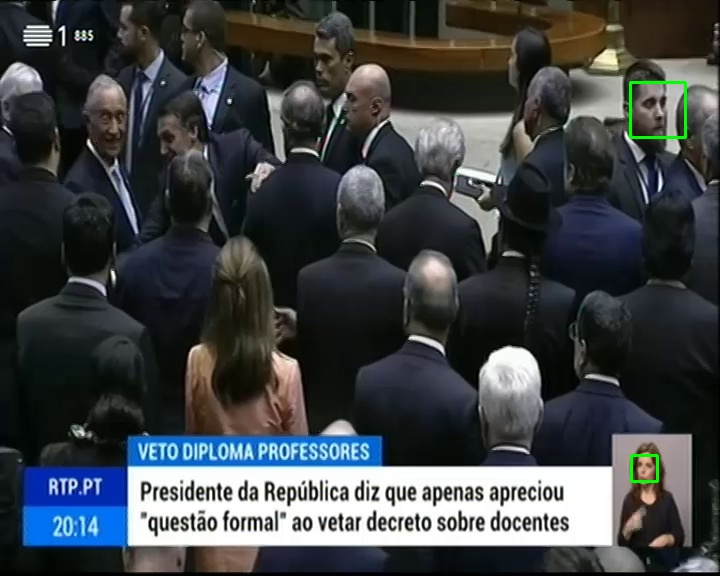 1 885
VETO DIPLOMA PROFESSORES
RTP.PT
Presidente da República diz que apenas apreciou
20:14
"questão formal" ao vetar decreto sobre docentes